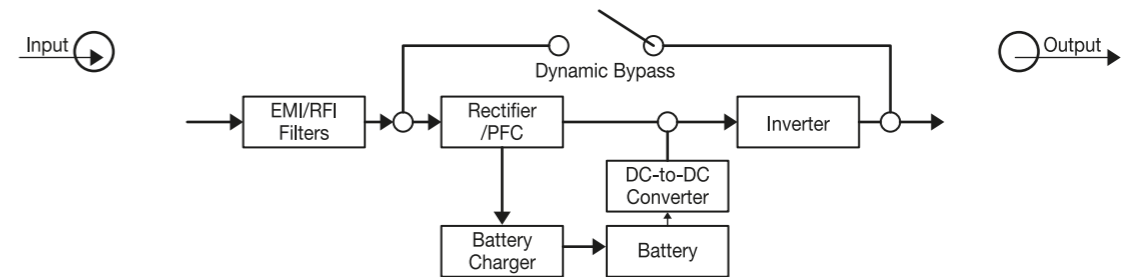 Input
Output
Dynamic Bypass
EMI/RFI
Filters
Rectifier
/PFC
Inverter
DC-to-DC
Converter
Battery
Charger
Battery